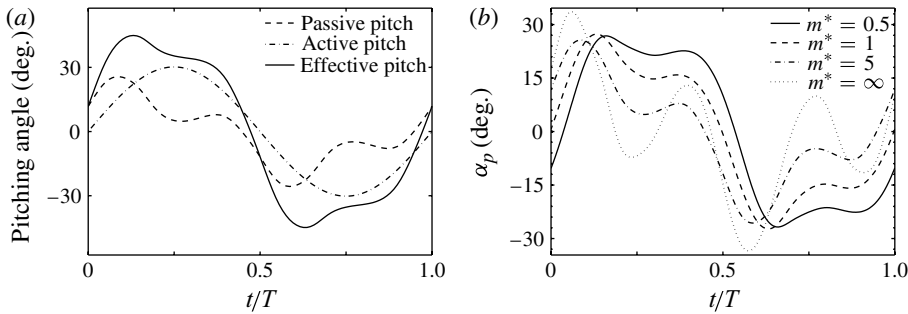 (a)
Pitching angle (deg.)
30
0
−30
Passive pitch
Active pitch
Effective pitch
0
0.5
1.0
t/T
(b)
α_p (deg.)
30
15
0
−15
−30
m* = 0.5
m* = 1
m* = 5
m* = ∞
0
0.5
1.0
t/T